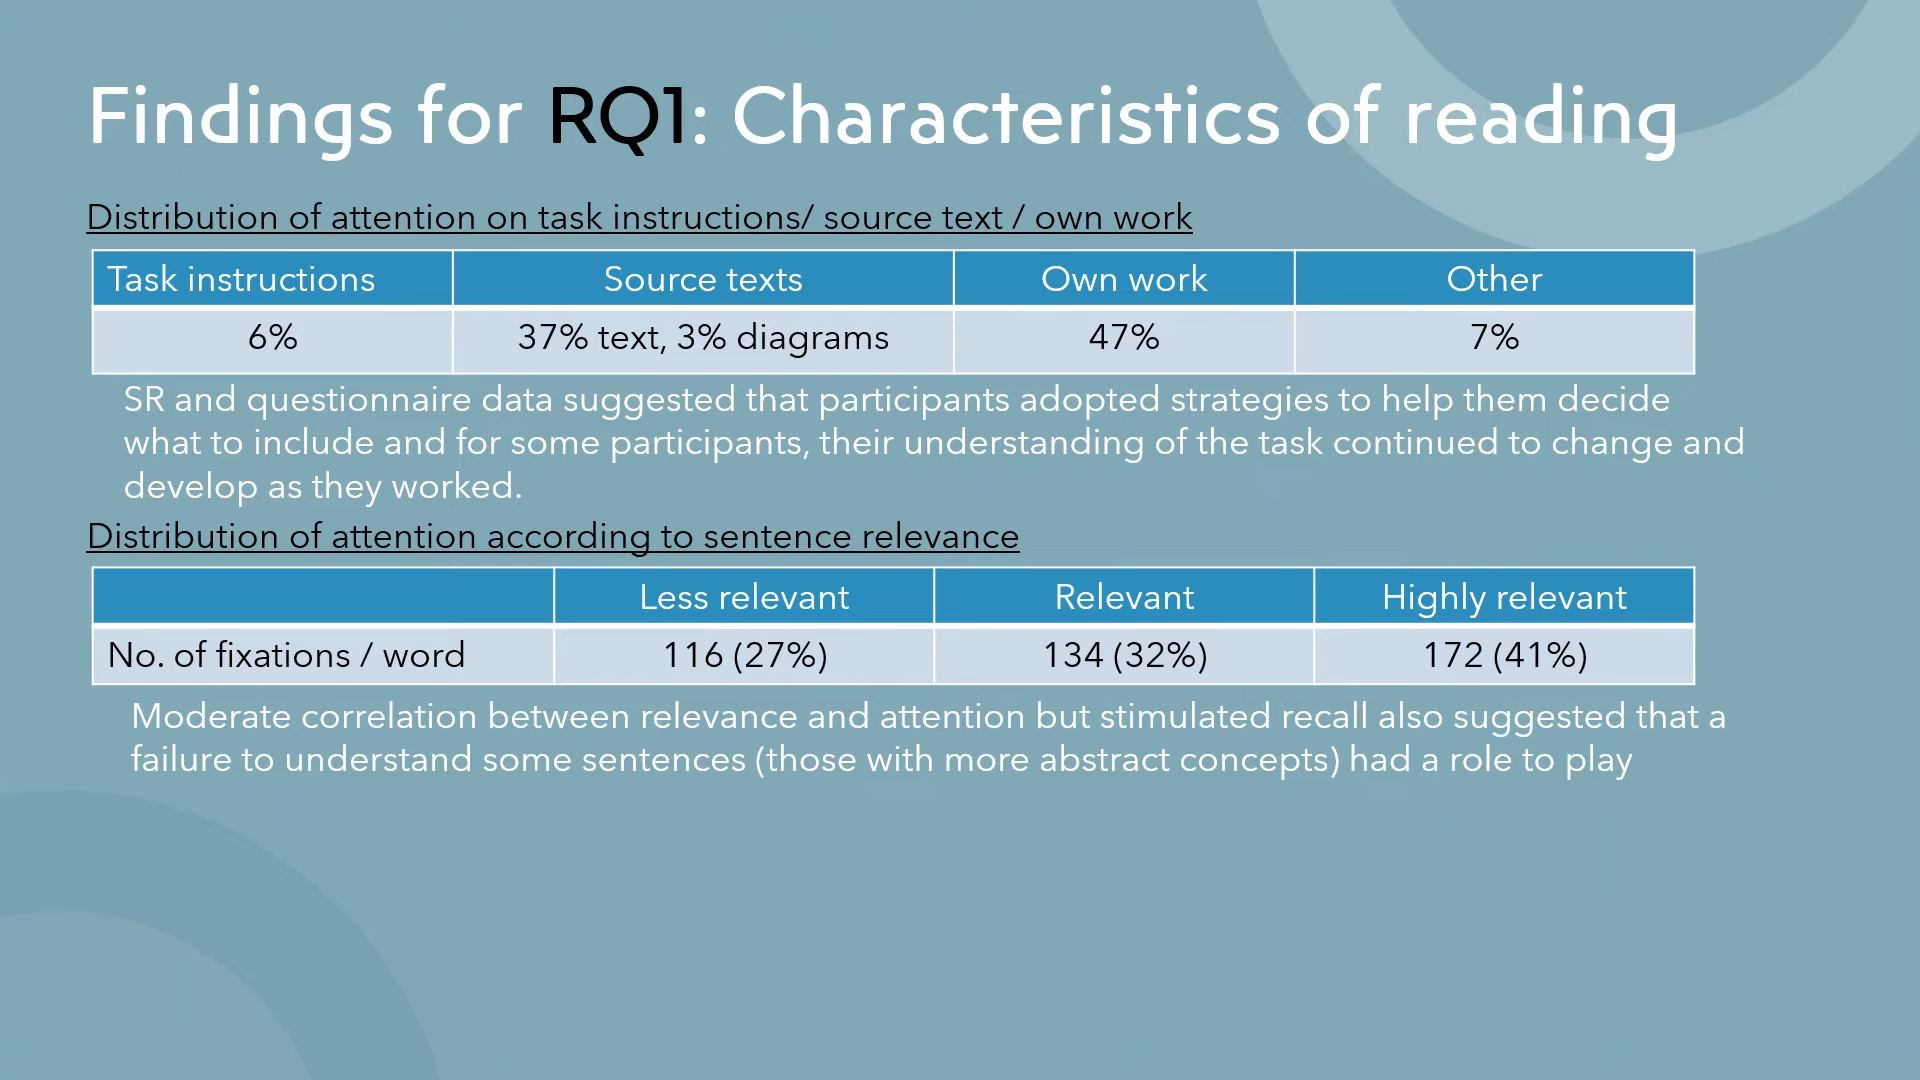 Findings for RQ1: Characteristics of reading
Distribution of attention on task instructions/ source text / own work
Task instructions Source texts Own work Other
6% 37% text, 3% diagrams 47% 7%
SR and questionnaire data suggested that participants adopted strategies to help them decide
what to include and for some participants, their understanding of the task continued to change and
develop as they worked.
Distribution of attention according to sentence relevance
Less relevant Relevant Highly relevant
No. of fixations / word 116 (27%) 134 (32%) 172 (41%)
Moderate correlation between relevance and attention but stimulated recall also suggested that a
failure to understand some sentences (those with more abstract concepts) had a role to play